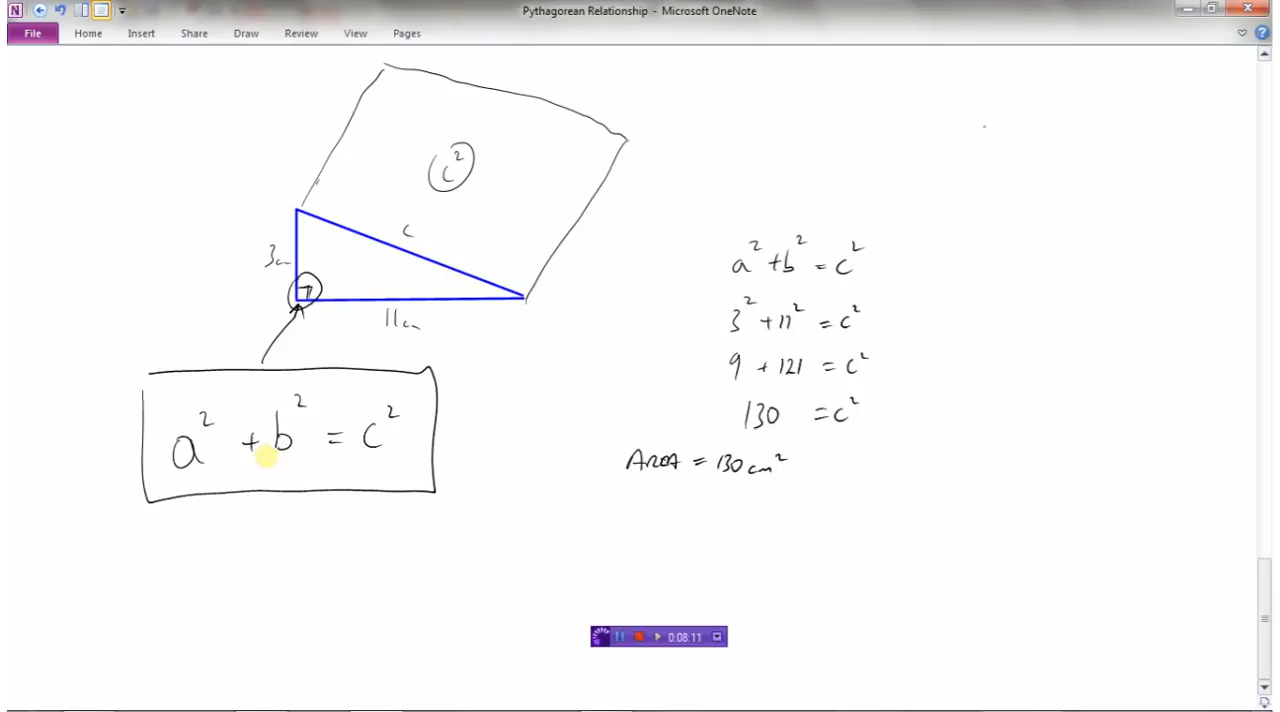 Pythagorean Relationship - Microsoft OneNote
File Home Insert Share Draw Review View Pages
c²
c
3cm
11cm
a² + b² = c²
a² + b² = c²
3² + 11² = c²
9 + 121 = c²
130 = c²
AREA = 130 cm²
0:08:11